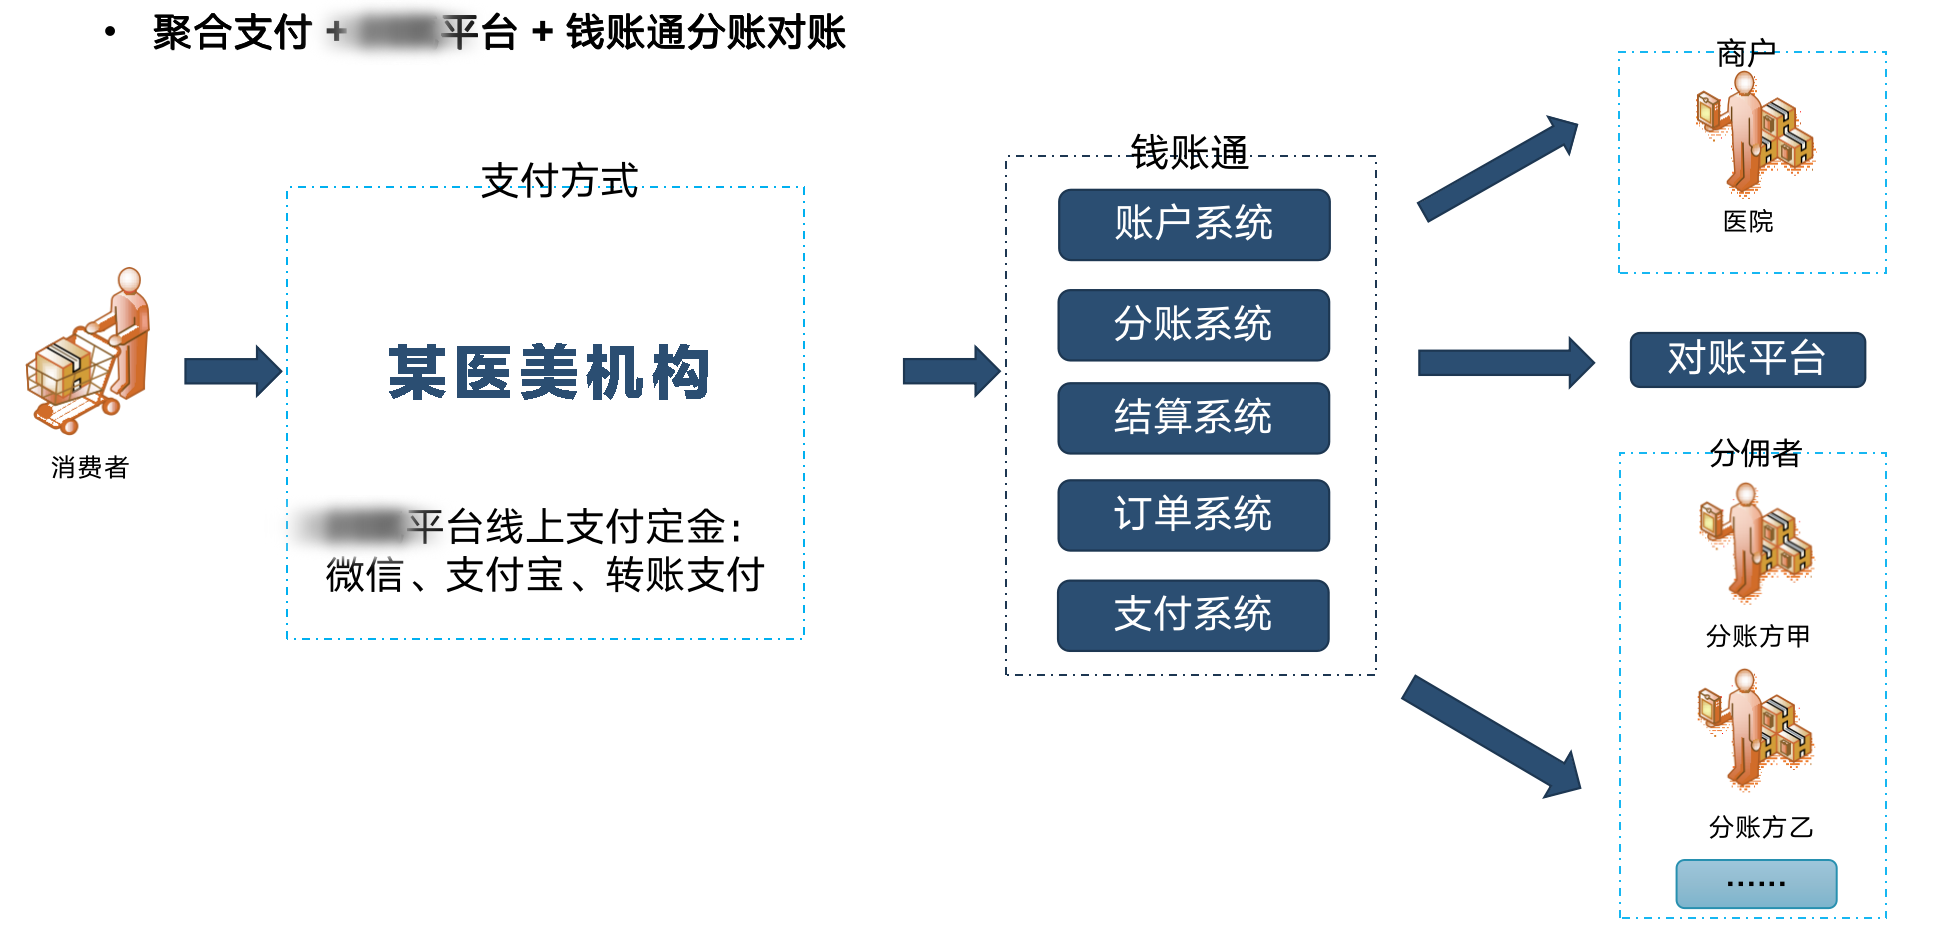 • 聚合支付 + 平台 + 钱账通分账对账
消费者
支付方式
某医美机构
平台线上支付定金：
微信、支付宝、转账支付
钱账通
账户系统
分账系统
结算系统
订单系统
支付系统
商户
医院
对账平台
分佣者
分账方甲
分账方乙
······